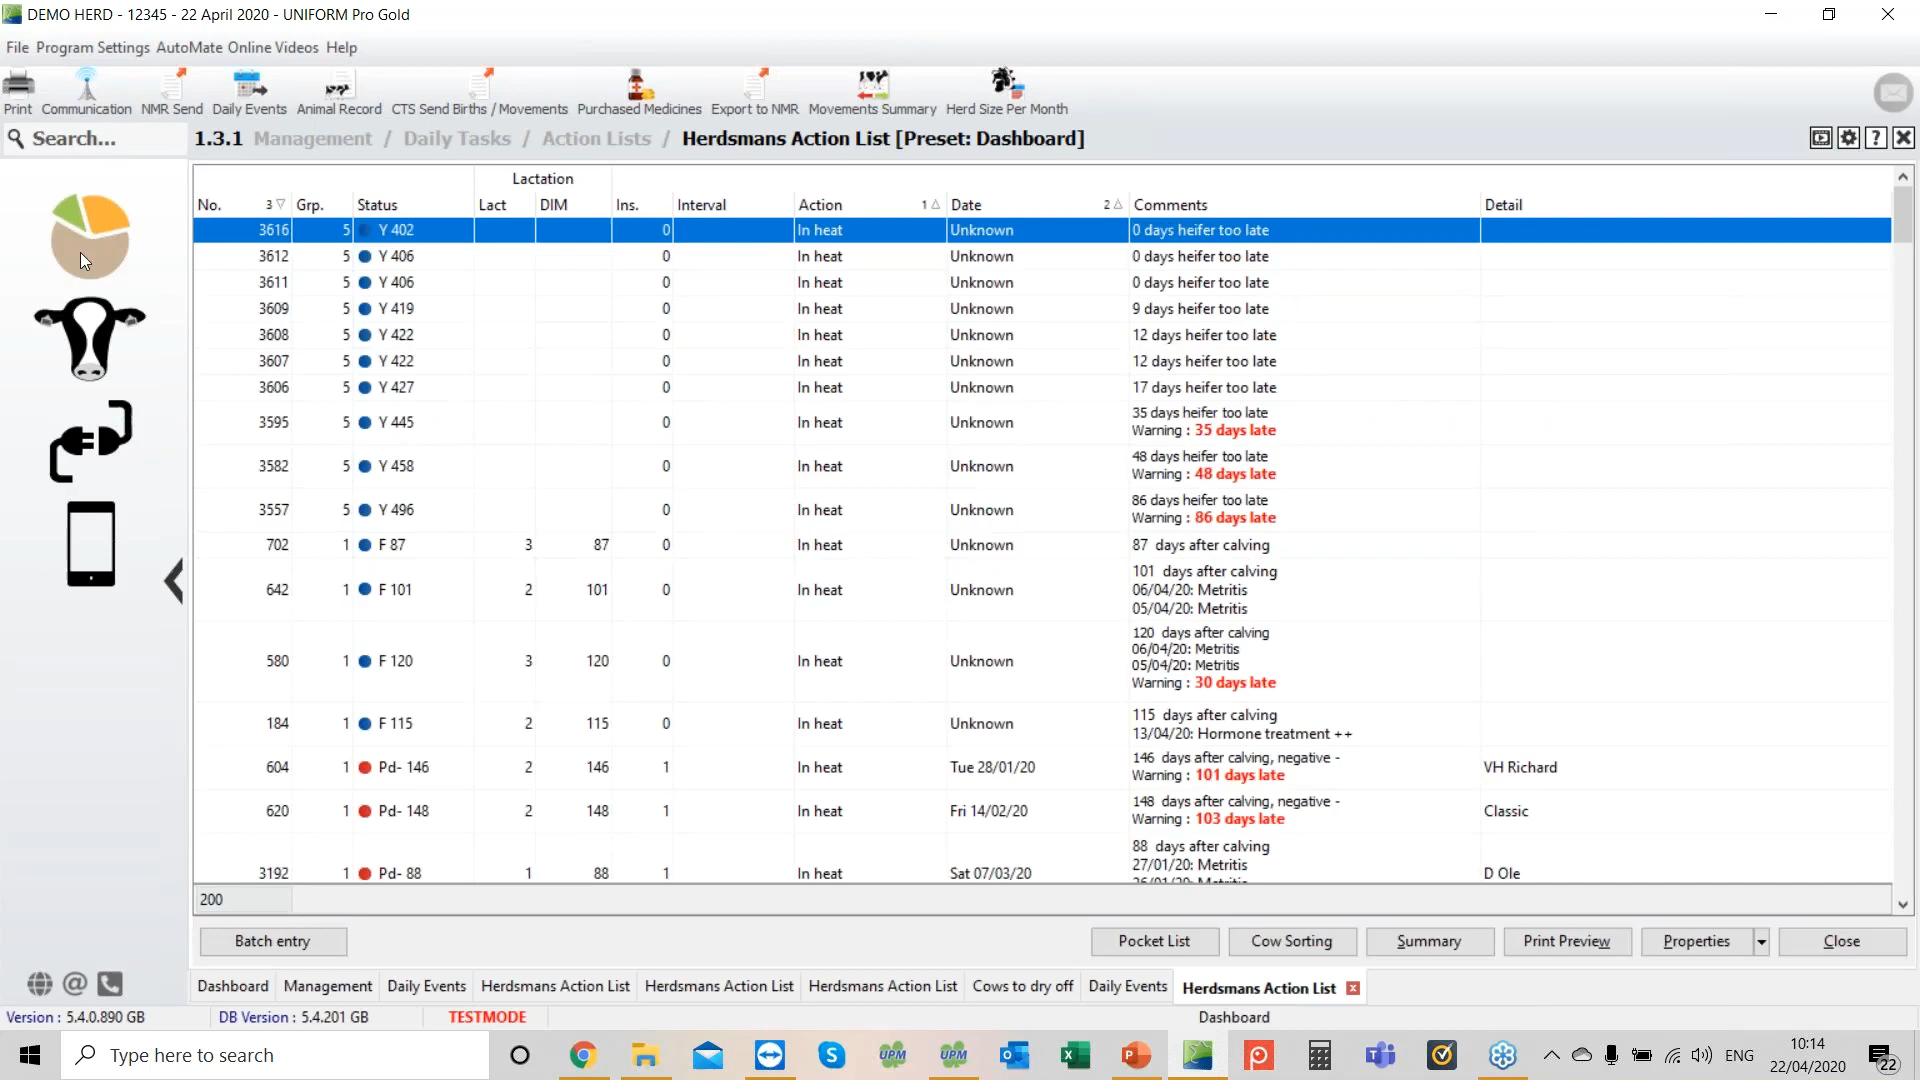 DEMO HERD - 12345 - 22 April 2020 - UNIFORM Pro Gold
File Program Settings AutoMate Online Videos Help
Print Communication NMR Send Daily Events Animal Record CTS Send Births / Movements Purchased Medicines Export to NMR Movements Summary Herd Size Per Month
Search... 1.3.1 Management / Daily Tasks / Action Lists / Herdsmans Action List [Preset: Dashboard]
Lactation
No. 3 Grp. Status Lact DIM Ins. Interval Action 1 Date 2 Comments Detail
3616 5 Y 402 0 In heat Unknown 0 days heifer too late
3612 5 Y 406 0 In heat Unknown 0 days heifer too late
3611 5 Y 406 0 In heat Unknown 0 days heifer too late
3609 5 Y 419 0 In heat Unknown 9 days heifer too late
3608 5 Y 422 0 In heat Unknown 12 days heifer too late
3607 5 Y 422 0 In heat Unknown 12 days heifer too late
3606 5 Y 427 0 In heat Unknown 17 days heifer too late
3595 5 Y 445 0 In heat Unknown 35 days heifer too late
Warning : 35 days late
3582 5 Y 458 0 In heat Unknown 48 days heifer too late
Warning : 48 days late
3557 5 Y 496 0 In heat Unknown 86 days heifer too late
Warning : 86 days late
702 1 F 87 3 87 0 In heat Unknown 87 days after calving
642 1 F 101 2 101 0 In heat Unknown 101 days after calving
06/04/20: Metritis
05/04/20: Metritis
580 1 F 120 3 120 0 In heat Unknown 120 days after calving
06/04/20: Metritis
05/04/20: Metritis
Warning : 30 days late
184 1 F 115 2 115 0 In heat Unknown 115 days after calving
13/04/20: Hormone treatment ++
604 1 Pd- 146 2 146 1 In heat Tue 28/01/20 146 days after calving, negative - VH Richard
Warning : 101 days late
620 1 Pd- 148 2 148 1 In heat Fri 14/02/20 148 days after calving, negative - Classic
Warning : 103 days late
3192 1 Pd- 88 1 88 1 In heat Sat 07/03/20 88 days after calving D Ole
27/01/20: Metritis
26/01/20: Metritis
200
Batch entry Pocket List Cow Sorting Summary Print Preview Properties Close
Dashboard Management Daily Events Herdsmans Action List Herdsmans Action List Herdsmans Action List Cows to dry off Daily Events Herdsmans Action List
Version : 5.4.0.890 GB DB Version : 5.4.201 GB TESTMODE Dashboard
Type here to search UPM UPM ENG 10:14
22/04/2020 22